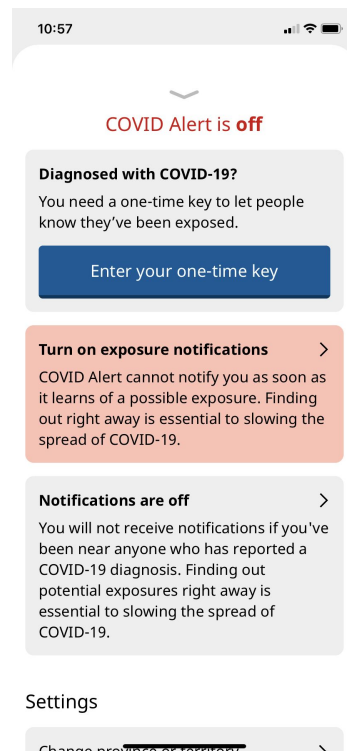 10:57
COVID Alert is off
Diagnosed with COVID-19?
You need a one-time key to let people
know they’ve been exposed.
Enter your one-time key
Turn on exposure notifications
COVID Alert cannot notify you as soon as
it learns of a possible exposure. Finding
out right away is essential to slowing the
spread of COVID-19.
Notifications are off
You will not receive notifications if you've
been near anyone who has reported a
COVID-19 diagnosis. Finding out
potential exposures right away is
essential to slowing the spread of
COVID-19.
Settings
Change province or territory